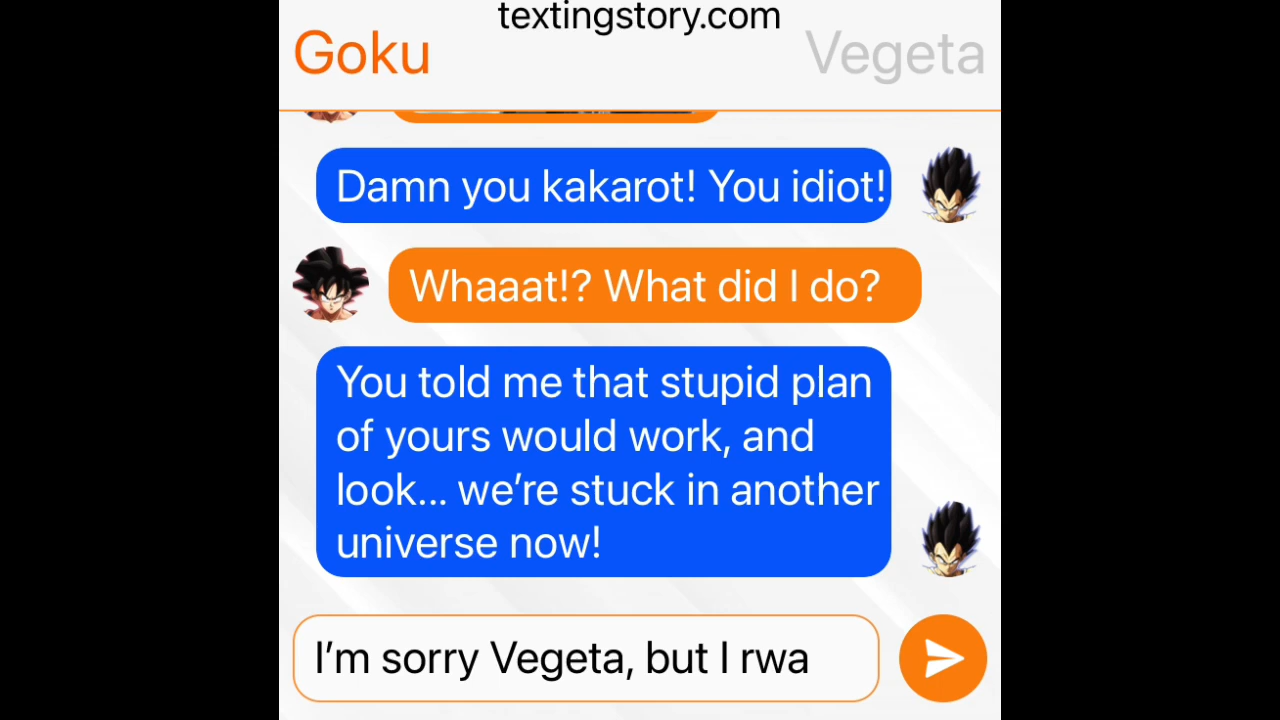 textingstory.com
Goku
Vegeta
Damn you kakarot! You idiot!
Whaaat!? What did I do?
You told me that stupid plan
of yours would work, and
look... we’re stuck in another
universe now!
I’m sorry Vegeta, but I rwa